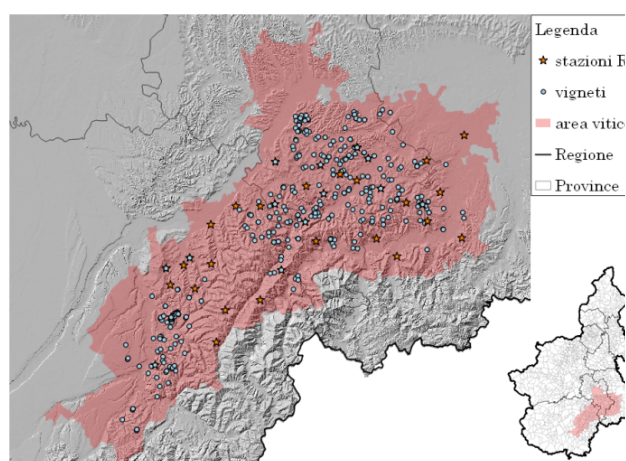 Legenda
stazioni R
vigneti
area vitic
Regione
Province